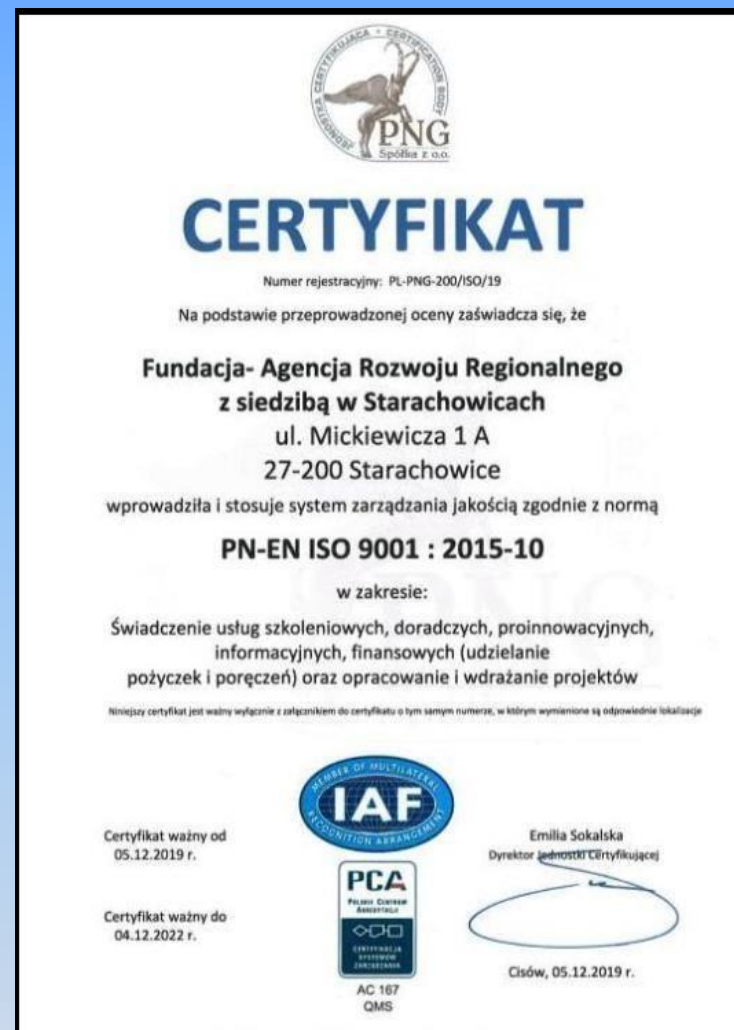 JEDNOSTKA CERTYFIKUJĄCA • CERTIFICATION BODY
PNG
Spółka z o.o.
CERTYFIKAT
Numer rejestracyjny: PL-PNG-200/ISO/19
Na podstawie przeprowadzonej oceny zaświadcza się, że
Fundacja- Agencja Rozwoju Regionalnego
z siedzibą w Starachowicach
ul. Mickiewicza 1 A
27-200 Starachowice
wprowadziła i stosuje system zarządzania jakością zgodnie z normą
PN-EN ISO 9001 : 2015-10
w zakresie:
Świadczenie usług szkoleniowych, doradczych, proinnowacyjnych,
informacyjnych, finansowych (udzielanie
pożyczek i poręczeń) oraz opracowanie i wdrażanie projektów
Niniejszy certyfikat jest ważny wyłącznie z załącznikiem do certyfikatu o tym samym numerze, w którym wymienione są odpowiednie lokalizacje
MEMBER OF MULTILATERAL
IAF
RECOGNITION ARRANGEMENT
Certyfikat ważny od
05.12.2019 r.
Emilia Sokalska
Dyrektor Jednostki Certyfikującej
PCA
POLSKIE CENTRUM
AKREDYTACJI
CERTYFIKACJA
SYSTEMÓW
ZARZĄDZANIA
Certyfikat ważny do
04.12.2022 r.
Cisów, 05.12.2019 r.
AC 167
QMS